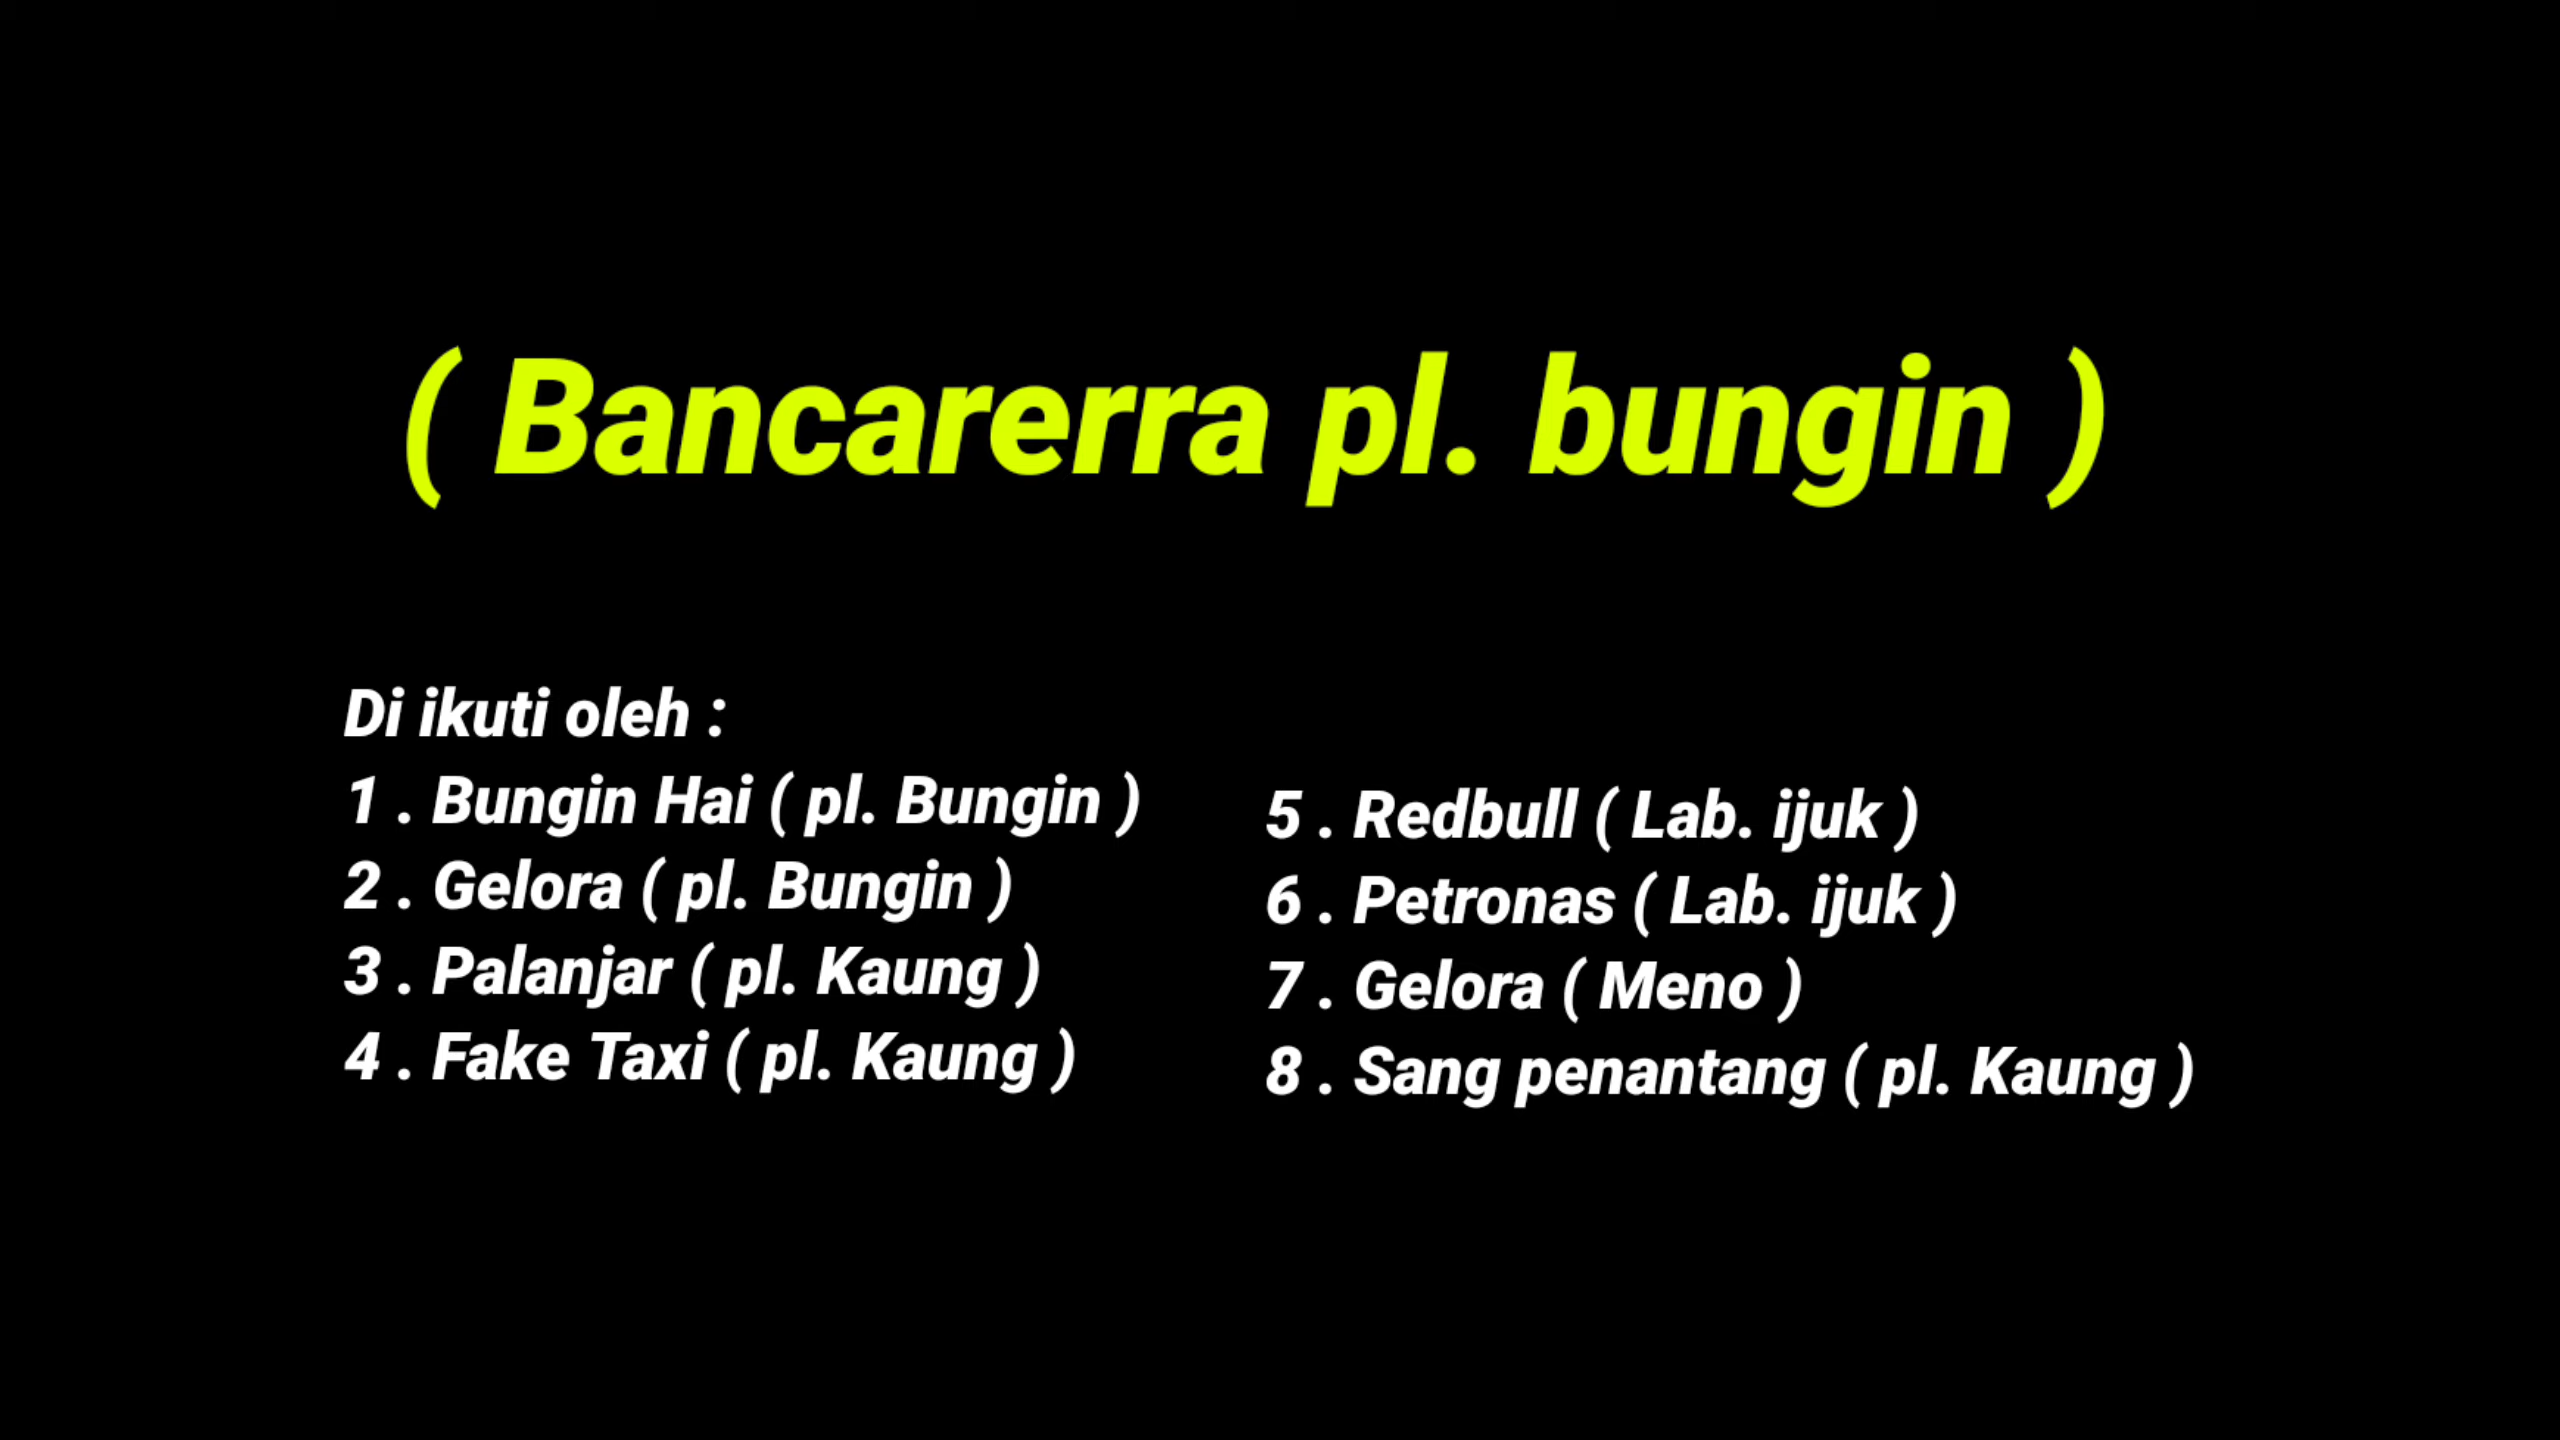 ( Bancarerra pl. bungin )
Di ikuti oleh :
1 . Bungin Hai ( pl. Bungin )
2 . Gelora ( pl. Bungin )
3 . Palanjar ( pl. Kaung )
4 . Fake Taxi ( pl. Kaung )
5 . Redbull ( Lab. ijuk )
6 . Petronas ( Lab. ijuk )
7 . Gelora ( Meno )
8 . Sang penantang ( pl. Kaung )